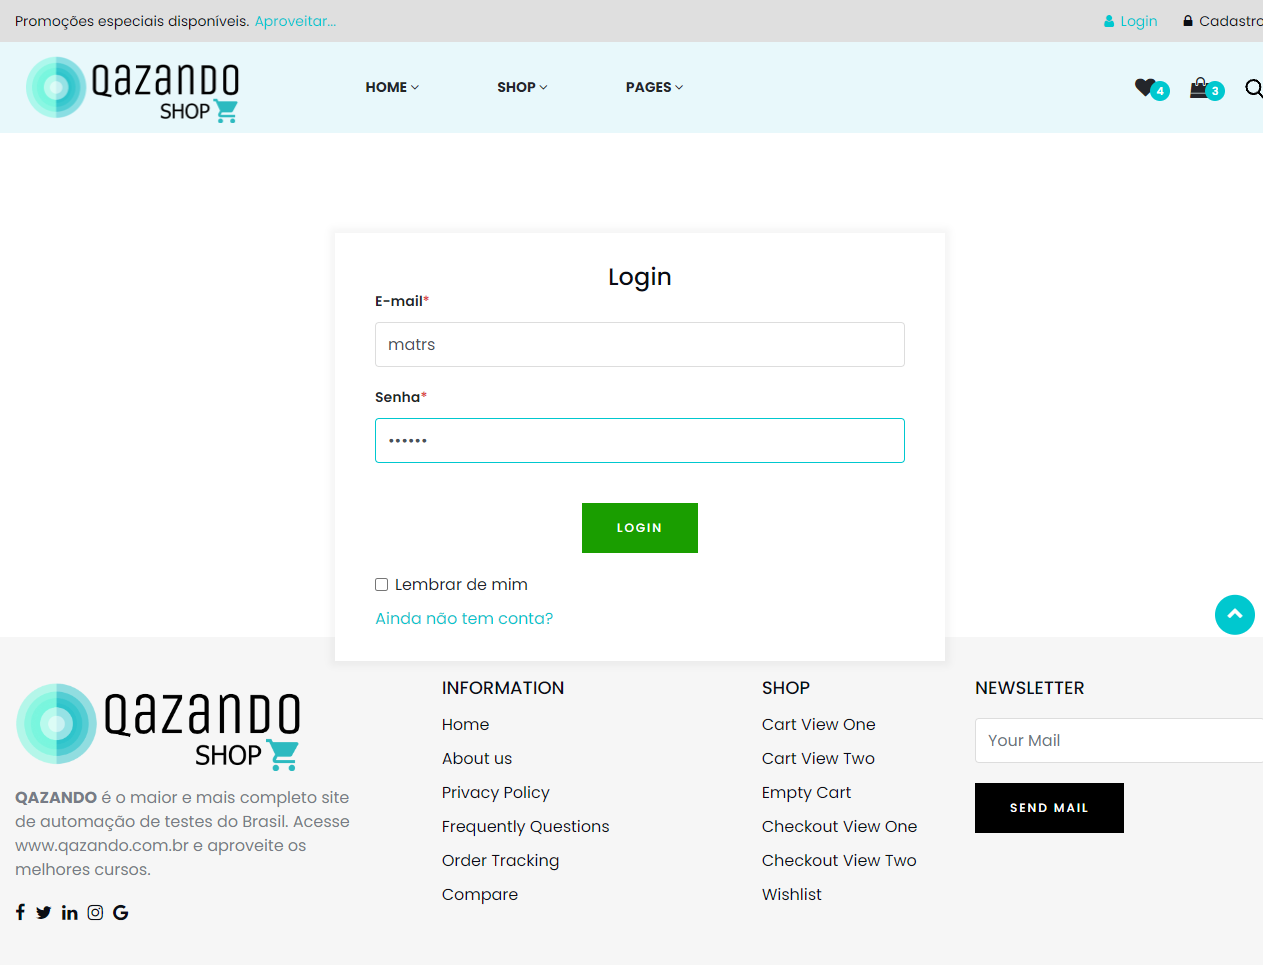 Promoções especiais disponíveis. Aproveitar...
Login
Cadastro
QAZANDO
SHOP
HOME
SHOP
PAGES
4
3
Login
E-mail*
matrs
Senha*
••••••
LOGIN
Lembrar de mim
Ainda não tem conta?
QAZANDO
SHOP
QAZANDO é o maior e mais completo site
de automação de testes do Brasil. Acesse
www.qazando.com.br e aproveite os
melhores cursos.
INFORMATION
Home
About us
Privacy Policy
Frequently Questions
Order Tracking
Compare
SHOP
Cart View One
Cart View Two
Empty Cart
Checkout View One
Checkout View Two
Wishlist
NEWSLETTER
Your Mail
SEND MAIL